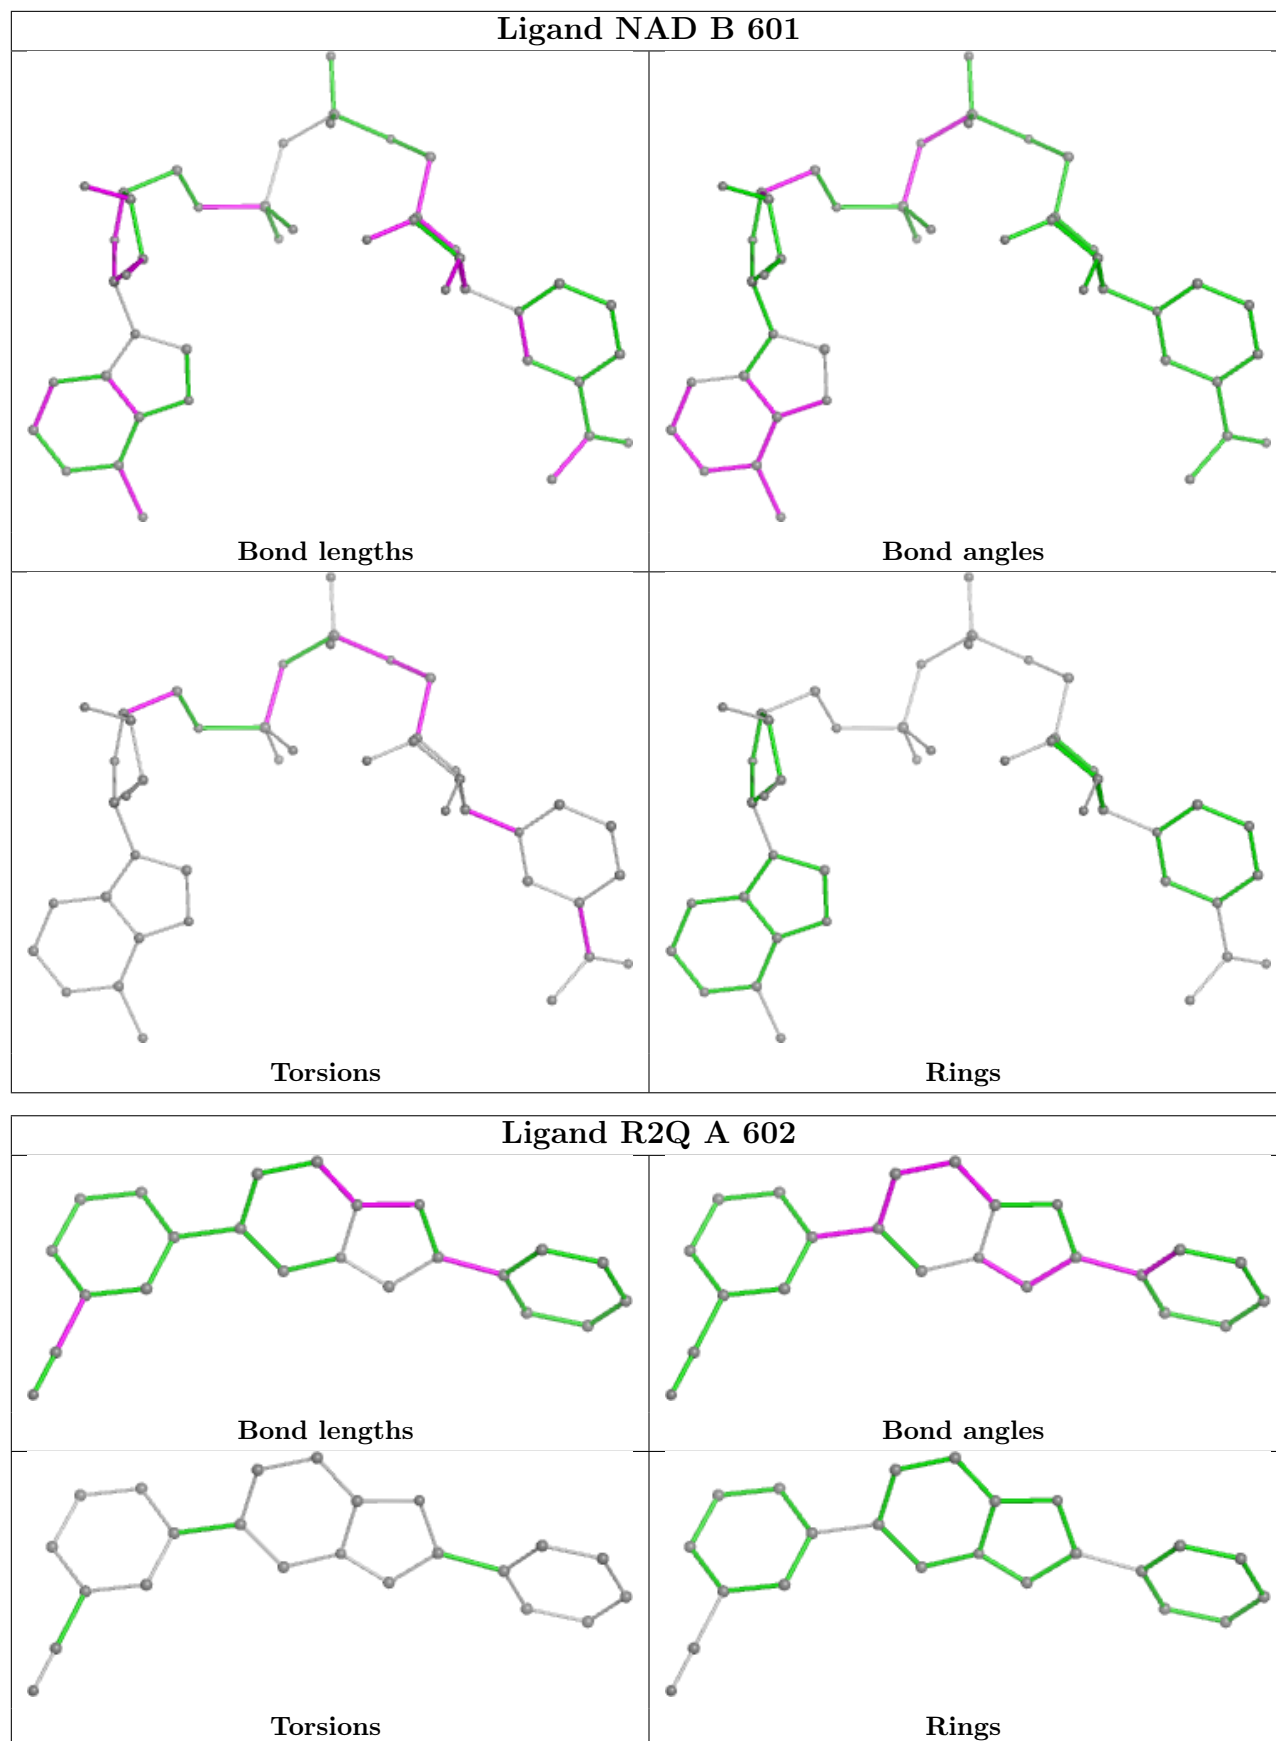 Ligand NAD B 601
Bond lengths
Bond angles
Torsions
Rings
Ligand R2Q A 602
Bond lengths
Bond angles
Torsions
Rings